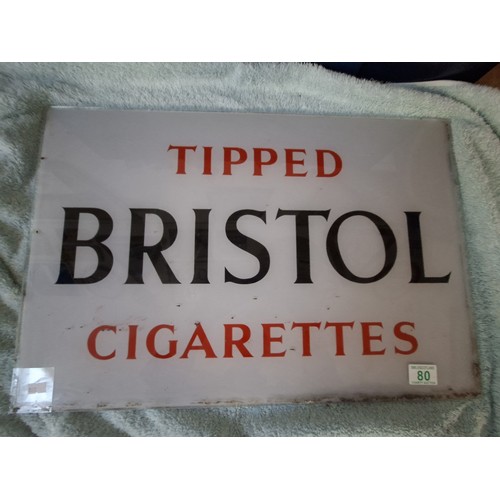 TIPPED
BRISTOL
CIGARETTES
80